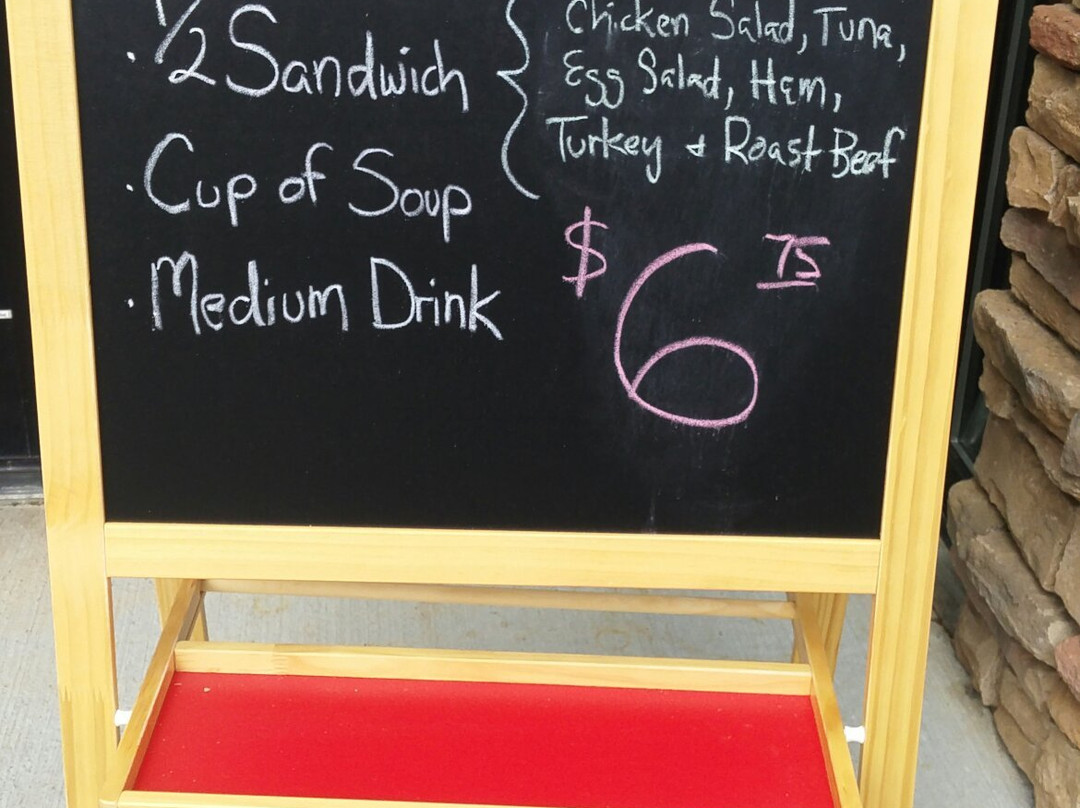 · 1/2 Sandwich
Chicken Salad, Tuna,
Egg Salad, Ham,
Turkey & Roast Beef
· Cup of Soup
· Medium Drink
$6 75